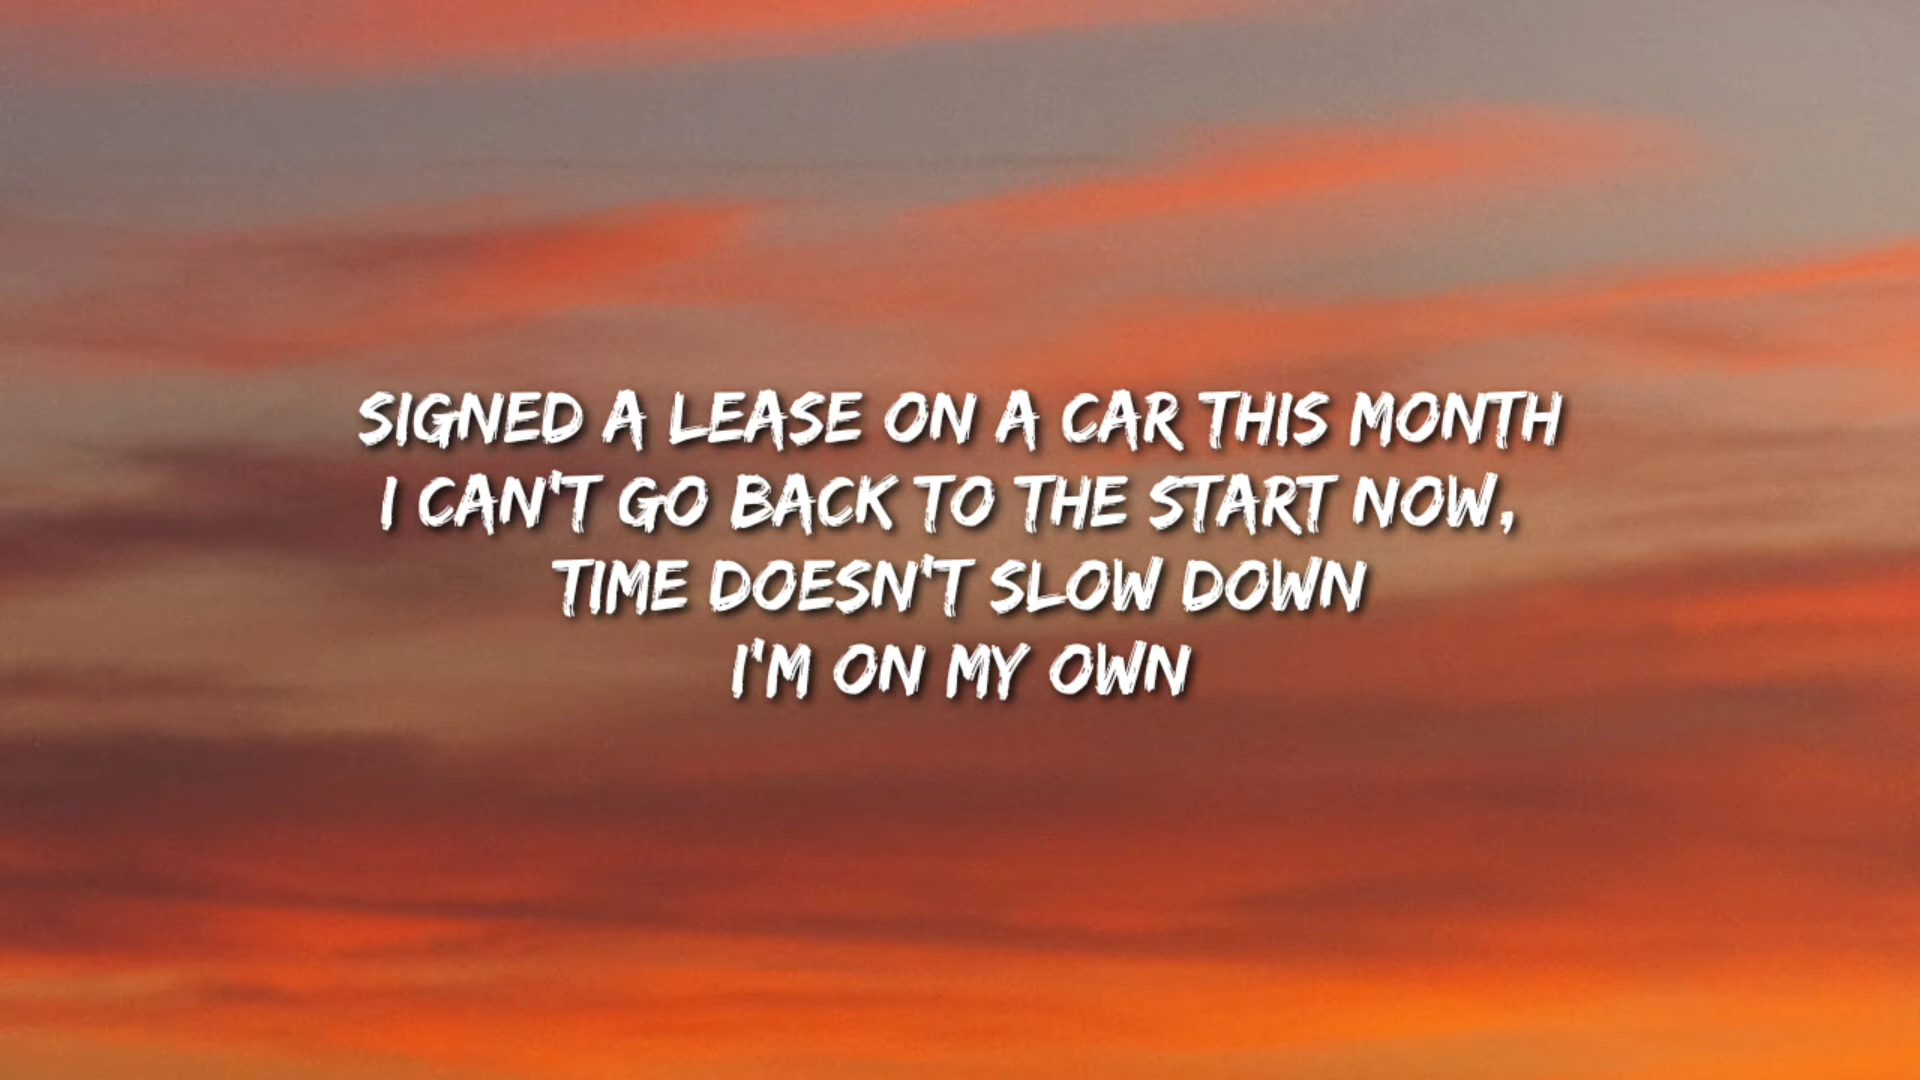 SIGNED A LEASE ON A CAR THIS MONTH
I CAN'T GO BACK TO THE START NOW,
TIME DOESN'T SLOW DOWN
I'M ON MY OWN